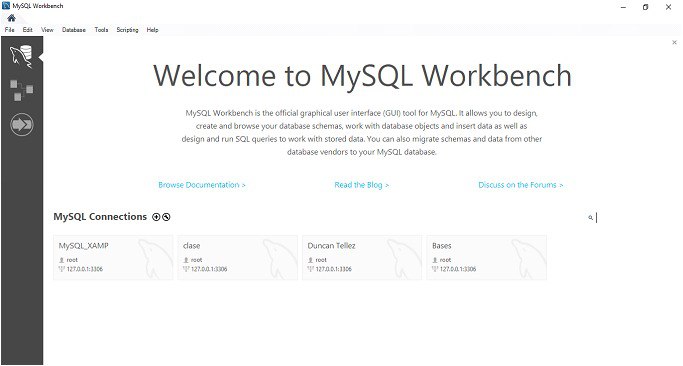 MySQL Workbench
File Edit View Database Tools Scripting Help
Welcome to MySQL Workbench
MySQL Workbench is the official graphical user interface (GUI) tool for MySQL. It allows you to design,
create and browse your database schemas, work with database objects and insert data as well as
design and run SQL queries to work with stored data. You can also migrate schemas and data from other
database vendors to your MySQL database.
Browse Documentation > Read the Blog > Discuss on the Forums >
MySQL Connections
MySQL_XAMP clase Duncan Tellez Bases
root root root root
127.0.0.1:3306 127.0.0.1:3306 127.0.0.1:3306 127.0.0.1:3306